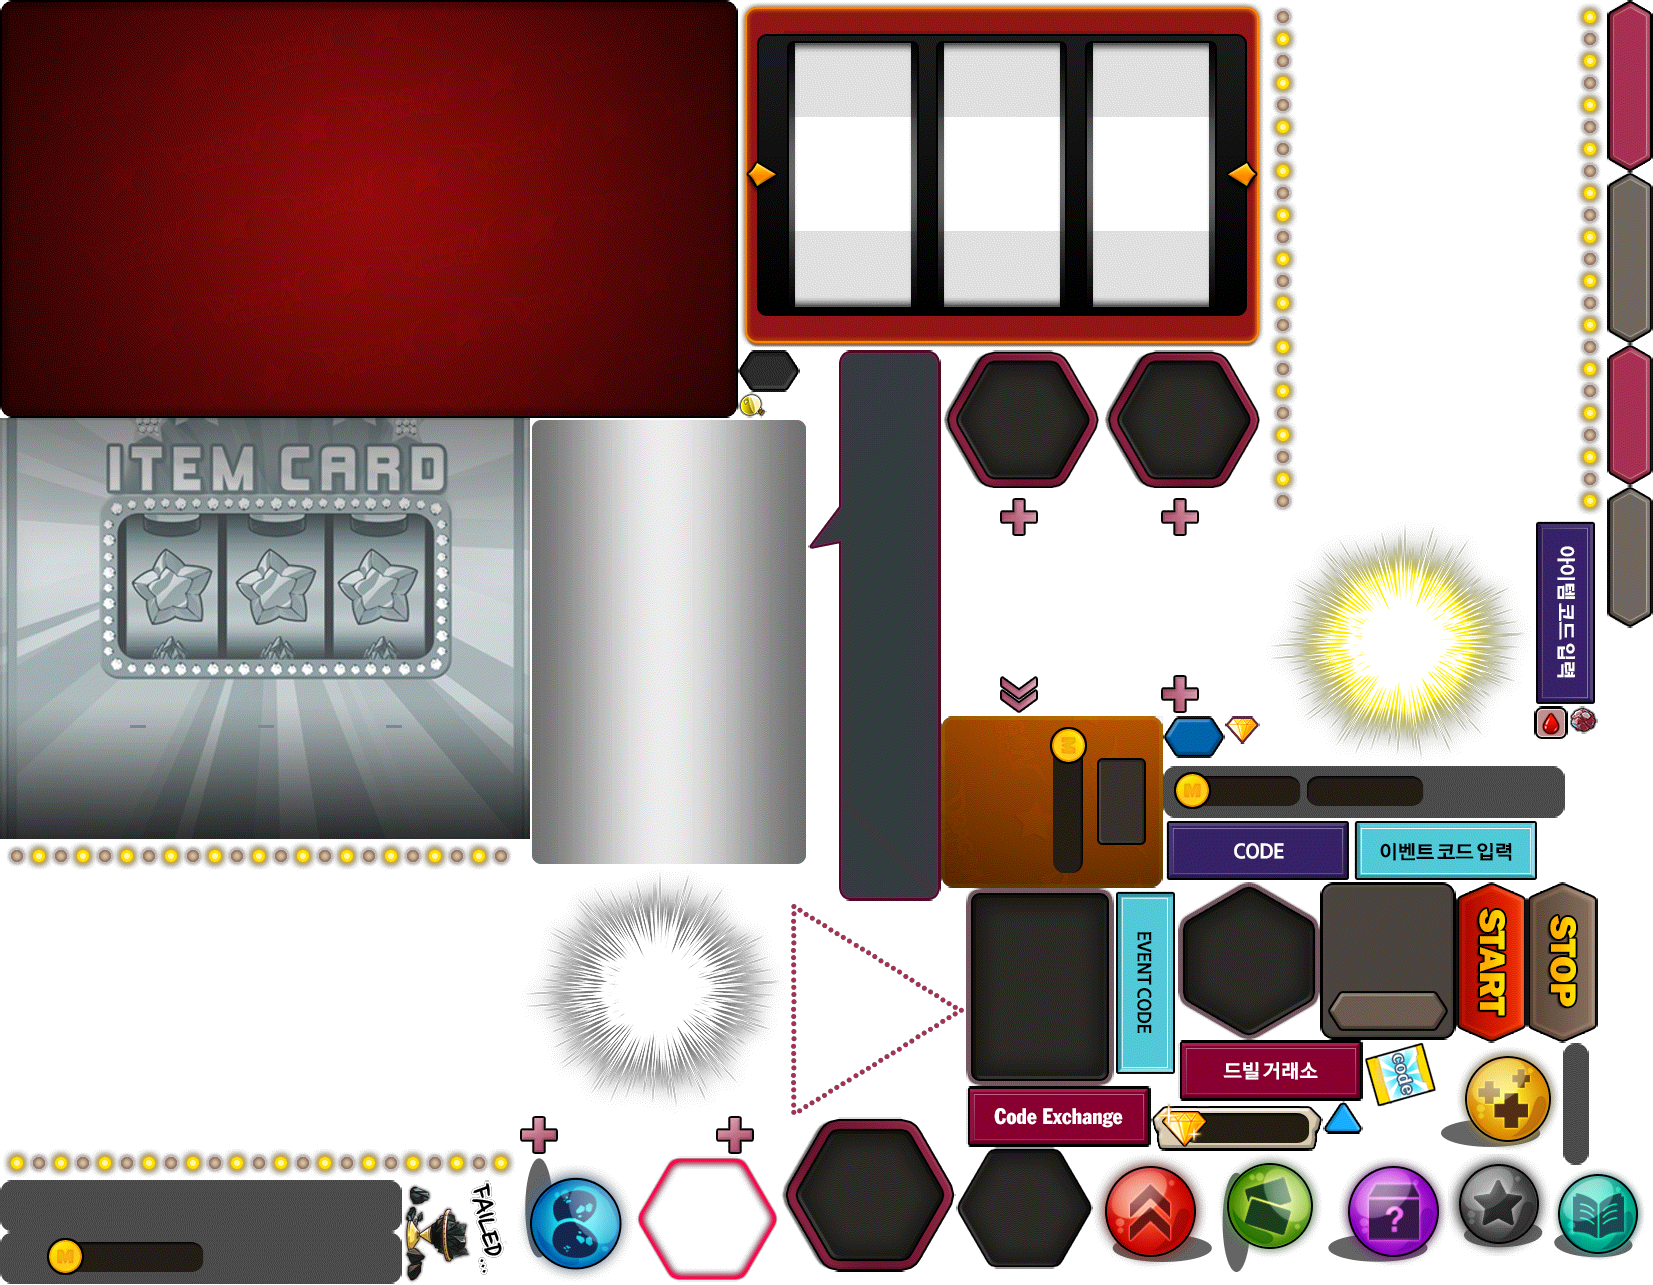 ITEM CARD
아이템 코드 입력
M
M
CODE
이벤트 코드 입력
EVENT CODE
START
STOP
드빌 거래소
Code
Code Exchange
?
M
FAILED...